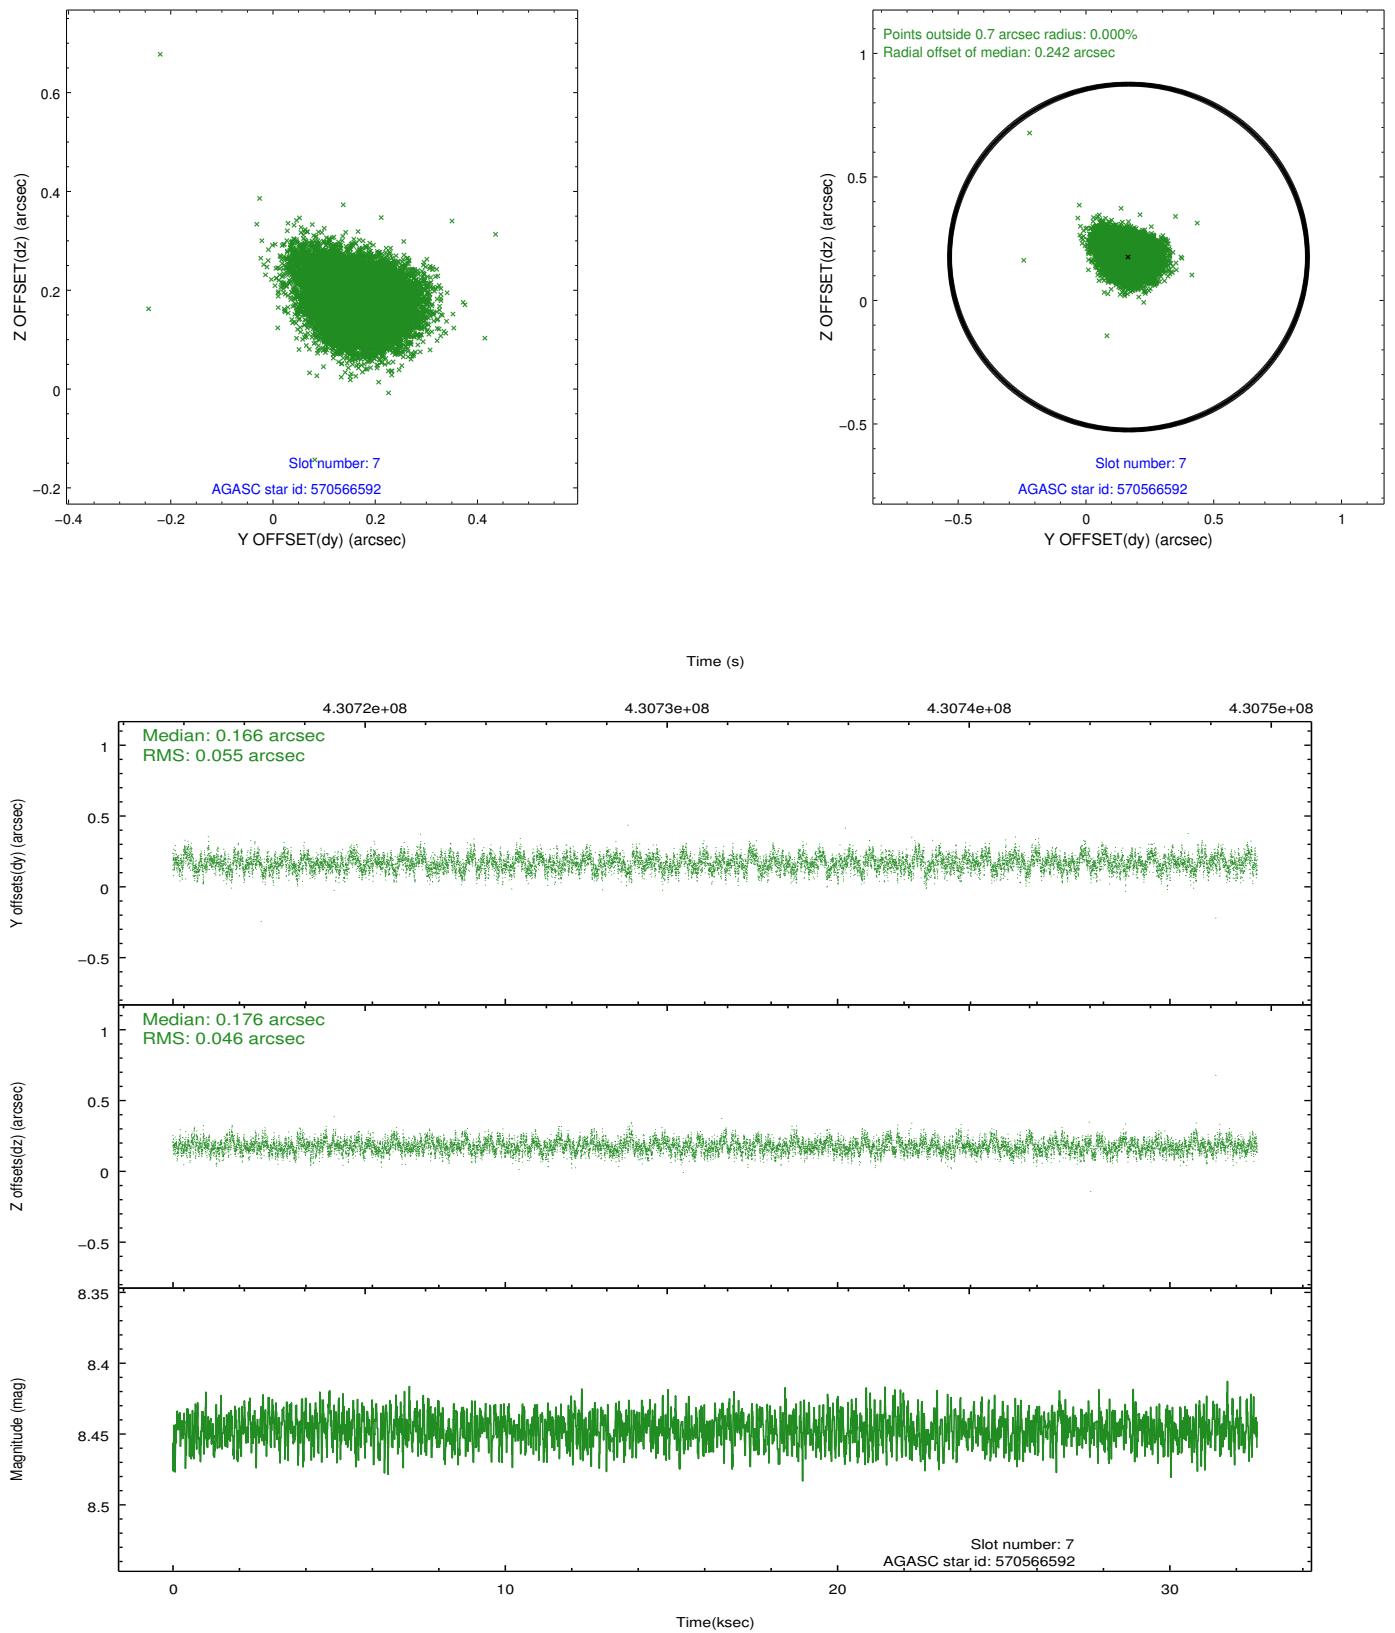 0.6
0.4
0.2
0
−0.2
−0.4
−0.2
0
0.2
0.4
Z OFFSET(dz) (arcsec)
Y OFFSET(dy) (arcsec)
Slot number: 7
AGASC star id: 570566592
Points outside 0.7 arcsec radius: 0.000%
Radial offset of median: 0.242 arcsec
1
0.5
0
−0.5
−0.5
0
0.5
1
Z OFFSET(dz) (arcsec)
Y OFFSET(dy) (arcsec)
Slot number: 7
AGASC star id: 570566592
Time (s)
4.3072e+08
4.3073e+08
4.3074e+08
4.3075e+08
Median: 0.166 arcsec
RMS: 0.055 arcsec
1
0.5
0
−0.5
Y offsets(dy) (arcsec)
Median: 0.176 arcsec
RMS: 0.046 arcsec
1
0.5
0
−0.5
Z offsets(dz) (arcsec)
8.35
8.4
8.45
8.5
Magnitude (mag)
Slot number: 7
AGASC star id: 570566592
0
10
20
30
Time(ksec)